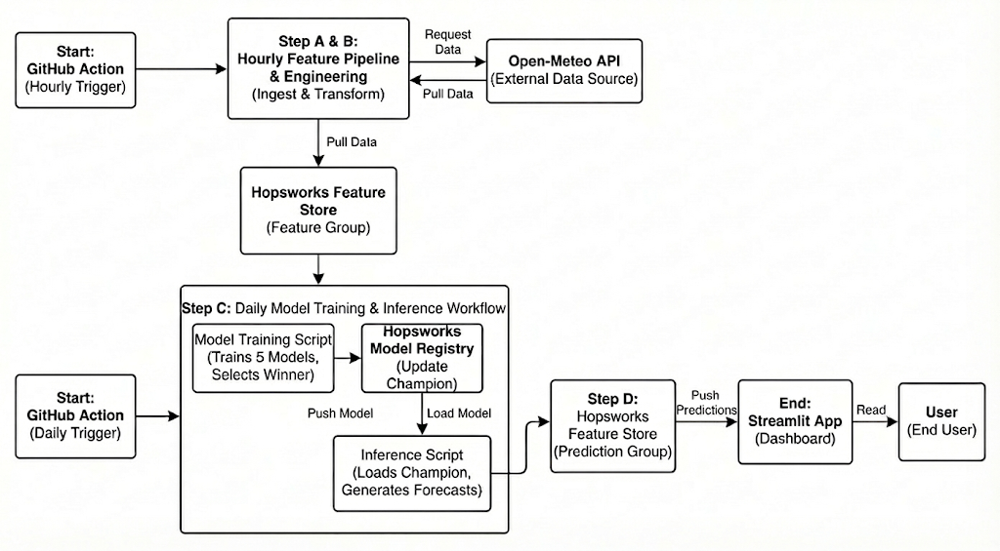 Start:
GitHub Action
(Hourly Trigger)
Step A & B:
Hourly Feature Pipeline
& Engineering
(Ingest & Transform)
Request
Data
Pull Data
Open-Meteo API
(External Data Source)
Pull Data
Hopsworks Feature
Store
(Feature Group)
Step C: Daily Model Training & Inference Workflow
Model Training Script
(Trains 5 Models,
Selects Winner)
Hopsworks
Model Registry
(Update
Champion)
Push Model
Load Model
Inference Script
(Loads Champion,
Generates Forecasts)
Start:
GitHub Action
(Daily Trigger)
Step D:
Hopsworks
Feature Store
(Prediction Group)
Push
Predictions
End:
Streamlit App
(Dashboard)
Read
User
(End User)